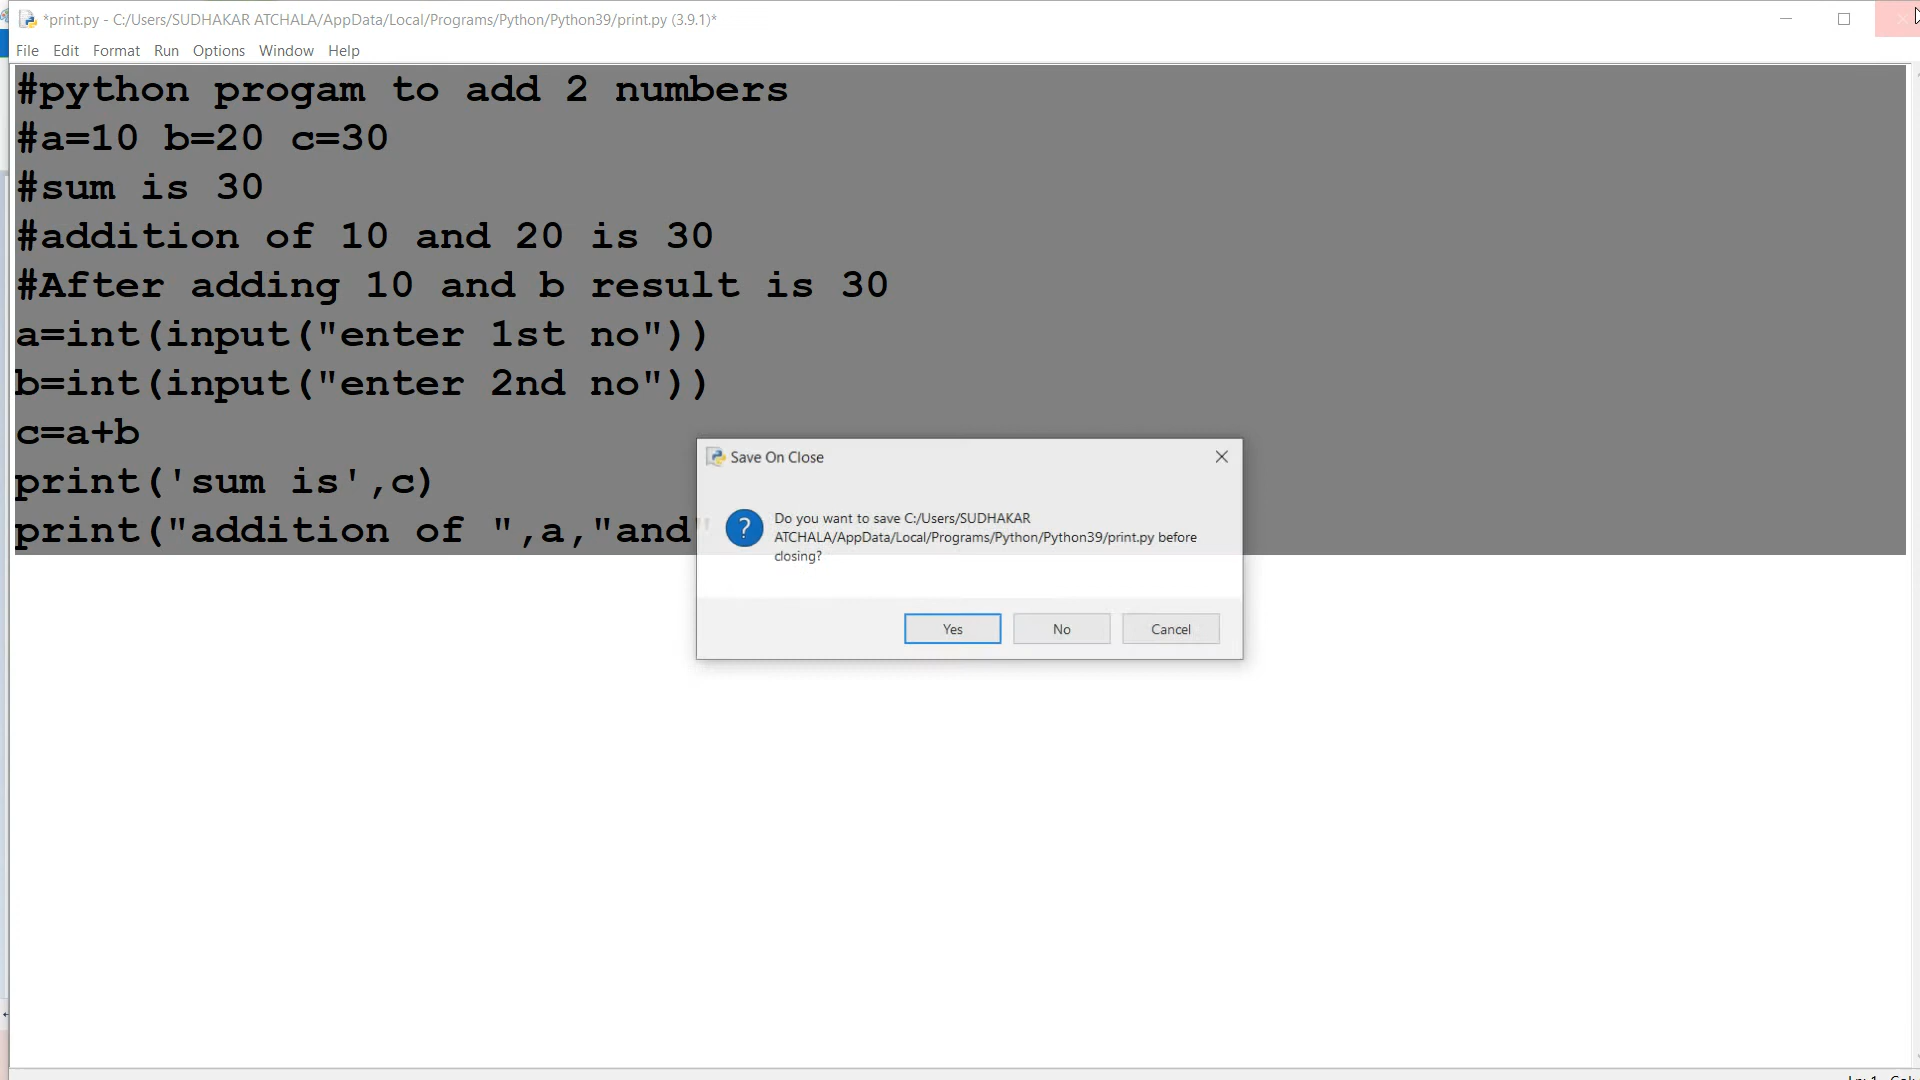 *print.py - C:/Users/SUDHAKAR ATCHALA/AppData/Local/Programs/Python/Python39/print.py (3.9.1)*
File Edit Format Run Options Window Help
#python progam to add 2 numbers
#a=10 b=20 c=30
#sum is 30
#addition of 10 and 20 is 30
#After adding 10 and b result is 30
a=int(input("enter 1st no"))
b=int(input("enter 2nd no"))
c=a+b
print('sum is',c)
print("addition of ",a,"and"
Save On Close
Do you want to save C:/Users/SUDHAKAR
ATCHALA/AppData/Local/Programs/Python/Python39/print.py before
closing?
Yes No Cancel